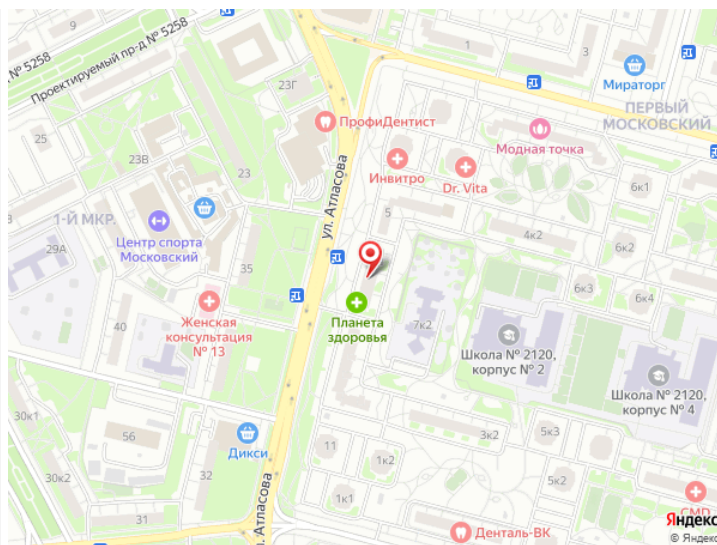 9
Проектируемый пр-д № 5258
№ 5258
25
23Г
23В
23
1
3
Мираторг
ПЕРВЫЙ
МОСКОВСКИЙ
ПрофиДентист
ул. Атласова
Инвитро
Dr. Vita
Модная точка
6к1
1-Й МКР.
29А
Центр спорта
Московский
35
5
4к2
6к2
6к3
6к4
40
Женская
консультация
№ 13
Планета
здоровья
7к2
Школа № 2120,
корпус № 2
Школа № 2120,
корпус № 4
30к1
56
Дикси
30к2
32
31
11
1к2
1к1
3к2
5к3
5к2
. Атласова
Денталь-ВК
CMD
Яндекс
© Яндекс